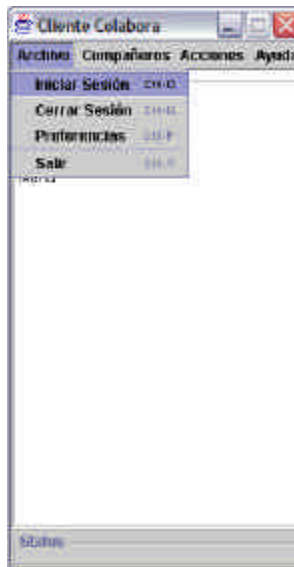 Cliente Colabora
Archivo Compañeros Acciones Ayuda
Iniciar Sesión
Cerrar Sesión
Preferencias
Salir
Status